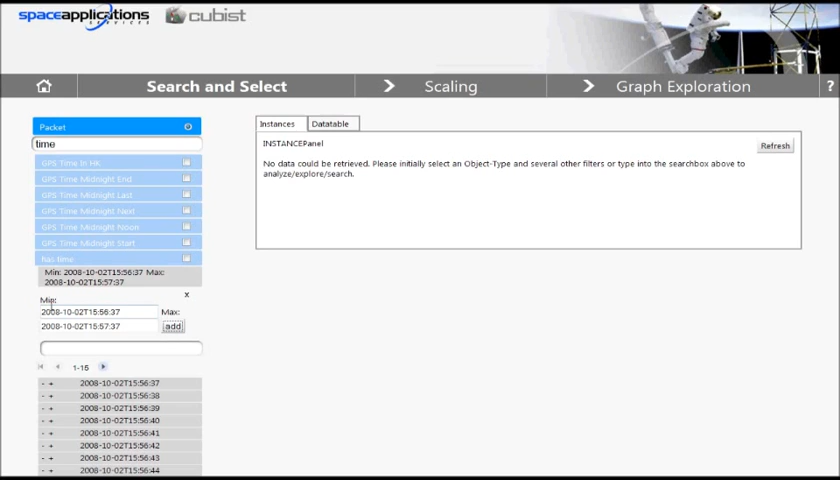 spaceapplications
SERVICES
cubist
Search and Select
Scaling
Graph Exploration
?
Packet
time
GPS Time In HK
GPS Time Midnight End
GPS Time Midnight Last
GPS Time Midnight Next
GPS Time Midnight Noon
GPS Time Midnight Start
has time
Min: 2008-10-02T15:56:37 Max:
2008-10-02T15:57:37
x
Min:
2008-10-02T15:56:37 Max:
2008-10-02T15:57:37 add
1-15
- + 2008-10-02T15:56:37
- + 2008-10-02T15:56:38
- + 2008-10-02T15:56:39
- + 2008-10-02T15:56:40
- + 2008-10-02T15:56:41
- + 2008-10-02T15:56:42
- + 2008-10-02T15:56:43
- + 2008-10-02T15:56:44
Instances Datatable
INSTANCEPanel
Refresh
No data could be retrieved. Please initially select an Object-Type and several other filters or type into the searchbox above to
analyze/explore/search.